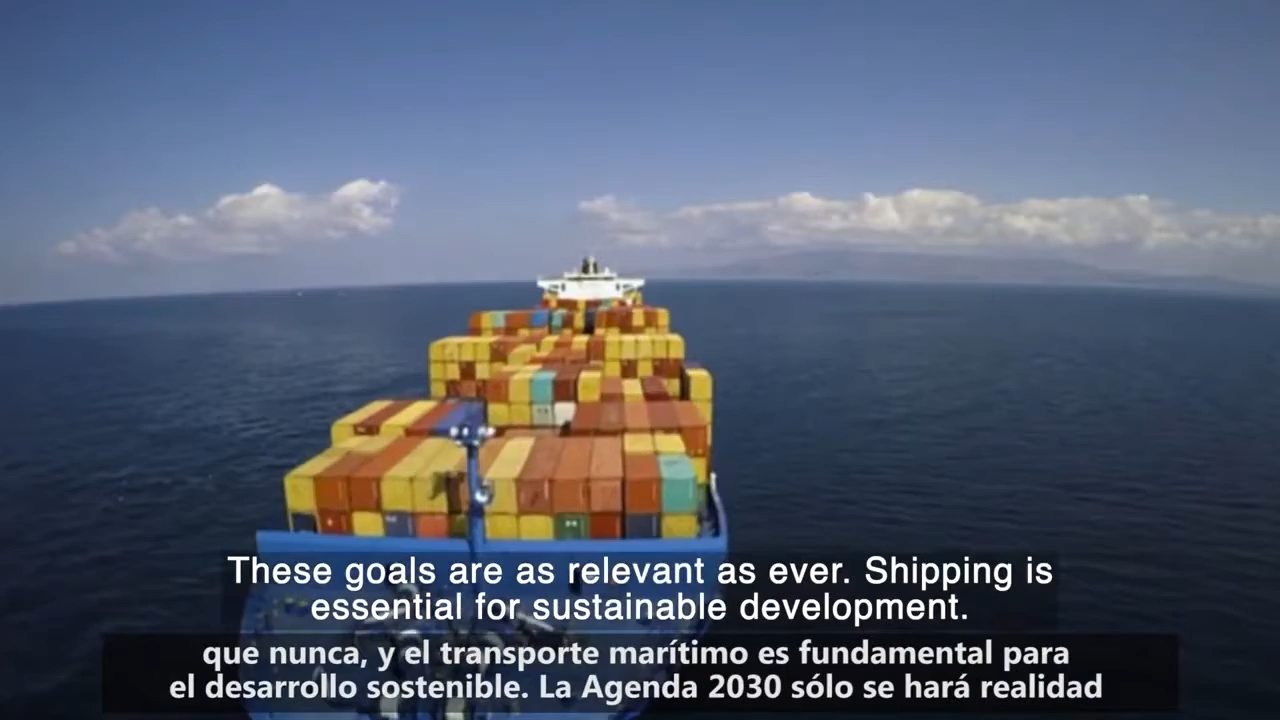 These goals are as relevant as ever. Shipping is
essential for sustainable development.
que nunca, y el transporte marítimo es fundamental para
el desarrollo sostenible. La Agenda 2030 sólo se hará realidad